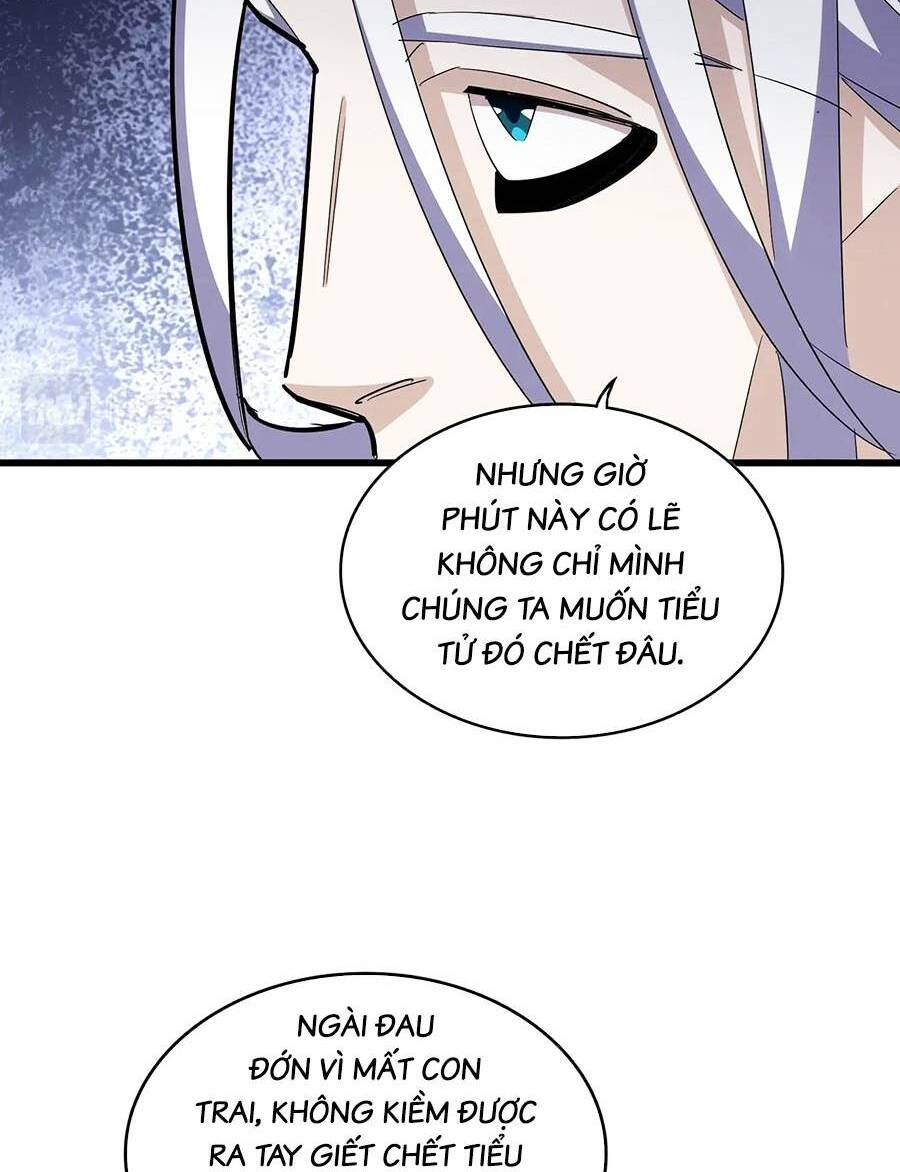 NHƯNG GIỜ
PHÚT NÀY CÓ LẼ
KHÔNG CHỈ MÌNH
CHÚNG TA MUỐN TIỂU
TỬ ĐÓ CHẾT ĐÂU.
NGÀI ĐAU
ĐỚN VÌ MẤT CON
TRAI, KHÔNG KIỀM ĐƯỢC
RA TAY GIẾT CHẾT TIỂU